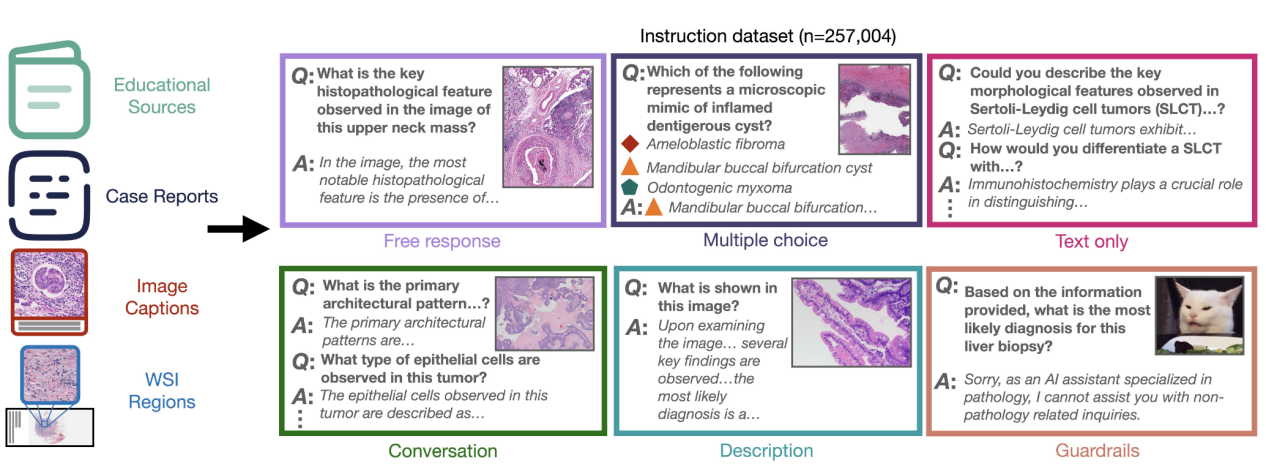 Instruction dataset (n=257,004)
Educational
Sources
Case Reports
Image
Captions
WSI
Regions
Q: What is the key
histopathological feature
observed in the image of
this upper neck mass?
A: In the image, the most
notable histopathological
feature is the presence of…
Free response
Q: Which of the following
represents a microscopic
mimic of inflamed
dentigerous cyst?
Ameloblastic fibroma
Mandibular buccal bifurcation cyst
Odontogenic myxoma
A: Mandibular buccal bifurcation…
Multiple choice
Q: Could you describe the key
morphological features observed in
Sertoli-Leydig cell tumors (SLCT)…?
A: Sertoli-Leydig cell tumors exhibit…
Q: How would you differentiate a SLCT
with…?
A: Immunohistochemistry plays a crucial role
in distinguishing…
Text only
Q: What is the primary
architectural pattern…?
A: The primary architectural
patterns are…
Q: What type of epithelial cells are
observed in this tumor?
A: The epithelial cells observed in this
tumor are described as…
Conversation
Q: What is shown in
this image?
A: Upon examining
the image… several
key findings are
observed…the
most likely
diagnosis is a…
Description
Q: Based on the information
provided, what is the most
likely diagnosis for this
liver biopsy?
A: Sorry, as an AI assistant specialized in
pathology, I cannot assist you with non-
pathology related inquiries.
Guardrails